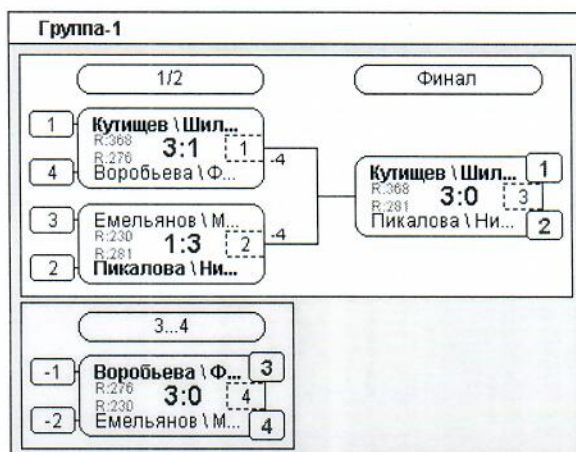 Группа-1
1/2
Финал
1
Кутищев \ Шил...
R:368
3:1
1
R:276
4
Воробьева \ Ф...
-4
3
Емельянов \ М...
R:230
1:3
2
R:281
2
Пикалова \ Ни...
-4
Кутищев \ Шил...
1
R:368
3:0
3
R:281
Пикалова \ Ни...
2
3...4
-1
Воробьева \ Ф...
3
R:276
3:0
4
R:230
-2
Емельянов \ М...
4